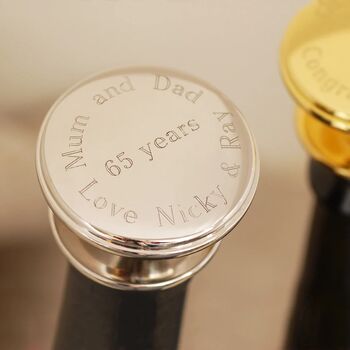 Mum and Dad
65 years
Love Nicky & Ray